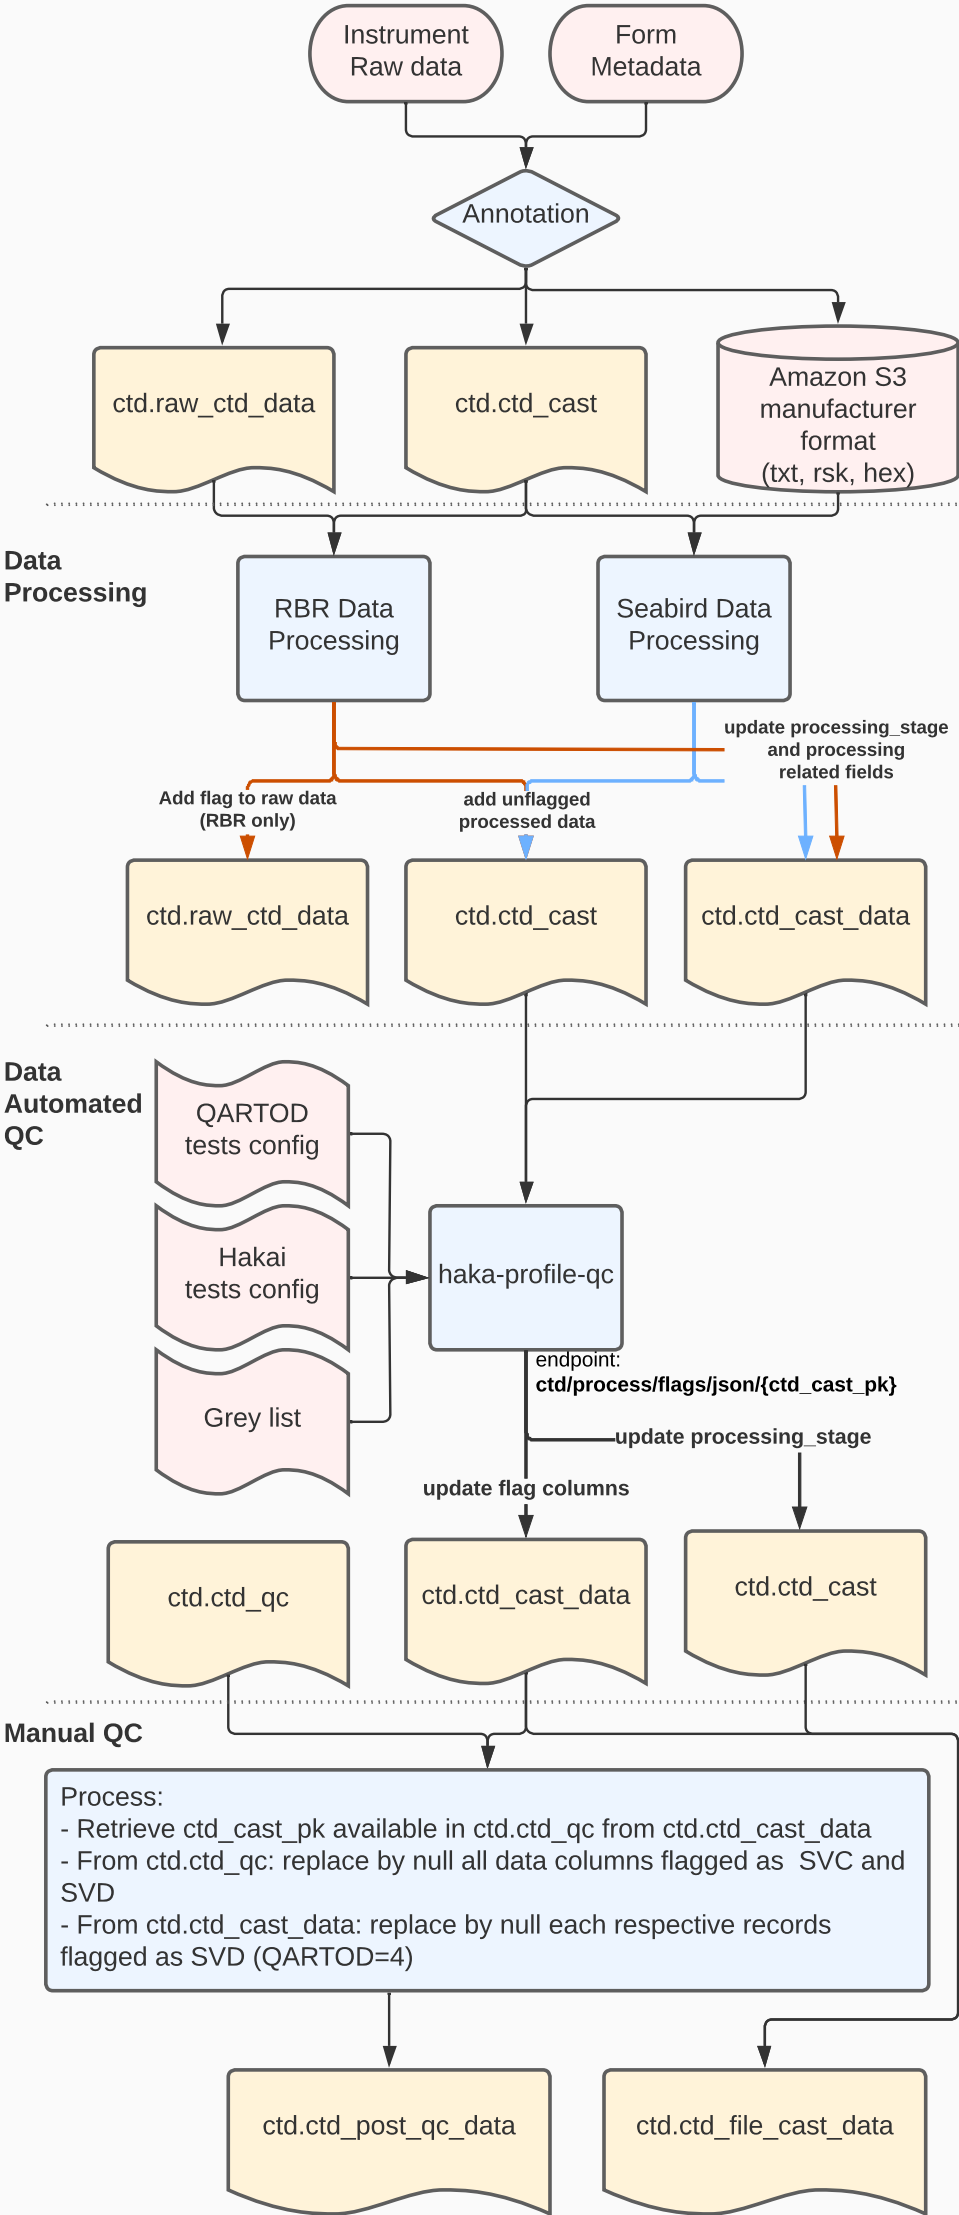 Instrument
Raw data
Form
Metadata
Annotation
ctd.raw_ctd_data
ctd.ctd_cast
Amazon S3
manufacturer
format
(txt, rsk, hex)
Data
Processing
RBR Data
Processing
Seabird Data
Processing
update processing_stage
and processing
related fields
Add flag to raw data
(RBR only)
add unflagged
processed data
ctd.raw_ctd_data
ctd.ctd_cast
ctd.ctd_cast_data
Data
Automated
QC
QARTOD
tests config
Hakai
tests config
Grey list
haka-profile-qc
endpoint:
ctd/process/flags/json/{ctd_cast_pk}
update processing_stage
update flag columns
ctd.ctd_qc
ctd.ctd_cast_data
ctd.ctd_cast
Manual QC
Process:
- Retrieve ctd_cast_pk available in ctd.ctd_qc from ctd.ctd_cast_data
- From ctd.ctd_qc: replace by null all data columns flagged as  SVC and
SVD
- From ctd.ctd_cast_data: replace by null each respective records
flagged as SVD (QARTOD=4)
ctd.ctd_post_qc_data
ctd.ctd_file_cast_data